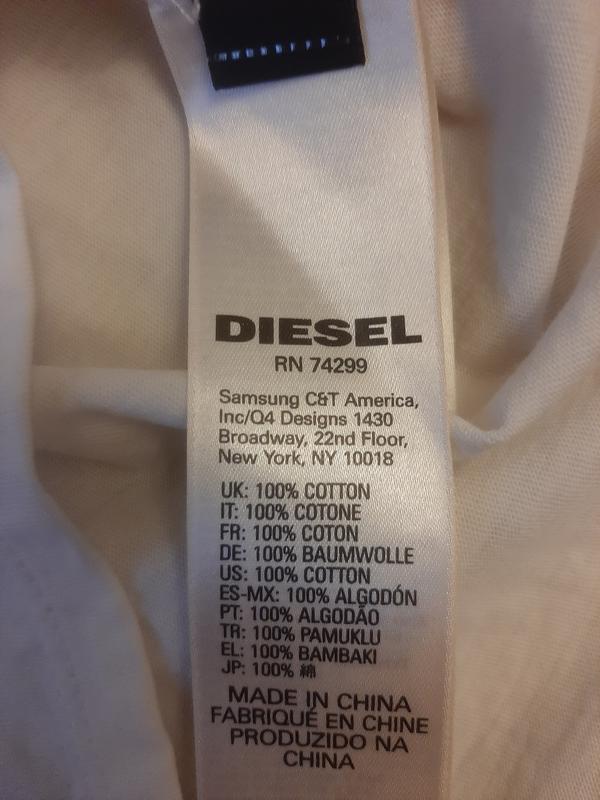 DIESEL
RN 74299
Samsung C&T America,
Inc/Q4 Designs 1430
Broadway, 22nd Floor,
New York, NY 10018
UK: 100% COTTON
IT: 100% COTONE
FR: 100% COTON
DE: 100% BAUMWOLLE
US: 100% COTTON
ES-MX: 100% ALGODÓN
PT: 100% ALGODÃO
TR: 100% PAMUKLU
EL: 100% BAMBAKI
JP: 100% 綿
MADE IN CHINA
FABRIQUÉ EN CHINE
PRODUZIDO NA
CHINA